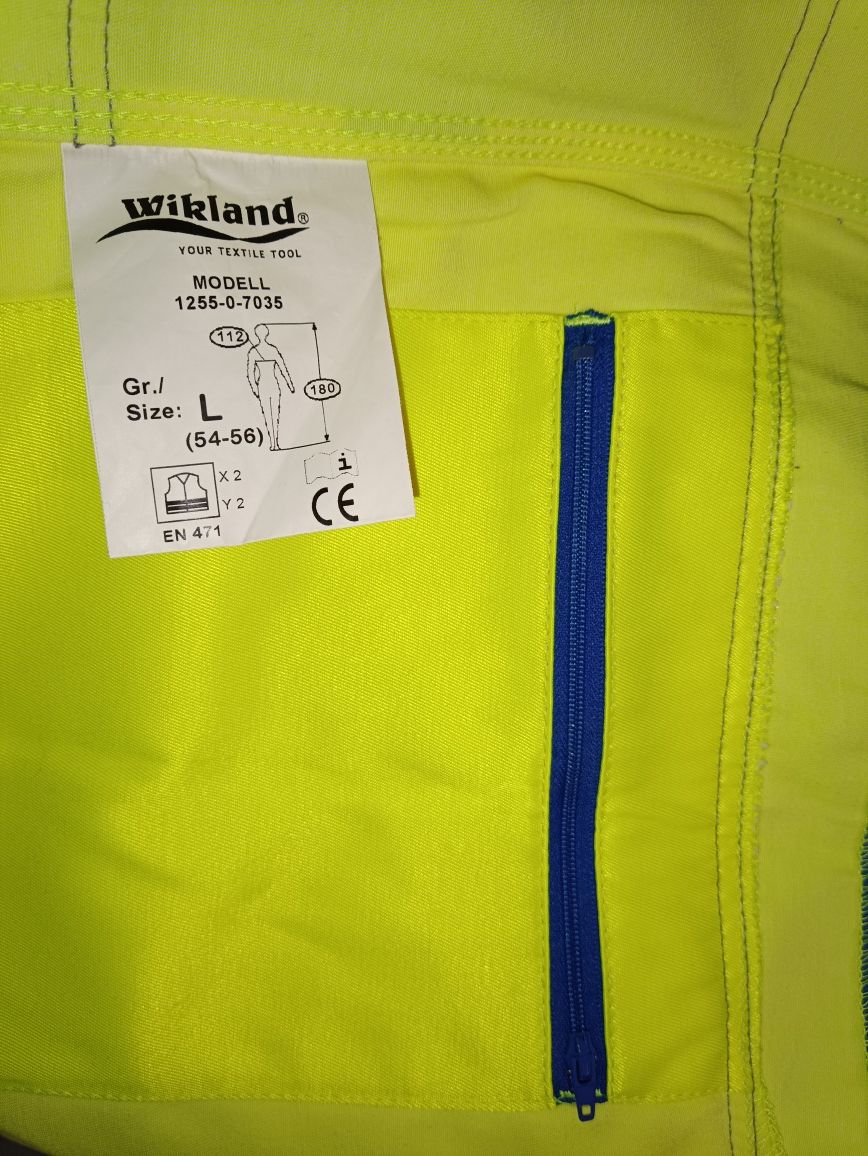 Wikland®
YOUR TEXTILE TOOL
MODELL
1255-0-7035
112
180
Gr./
Size: L
(54-56)
i
X 2
Y 2
CE
EN 471